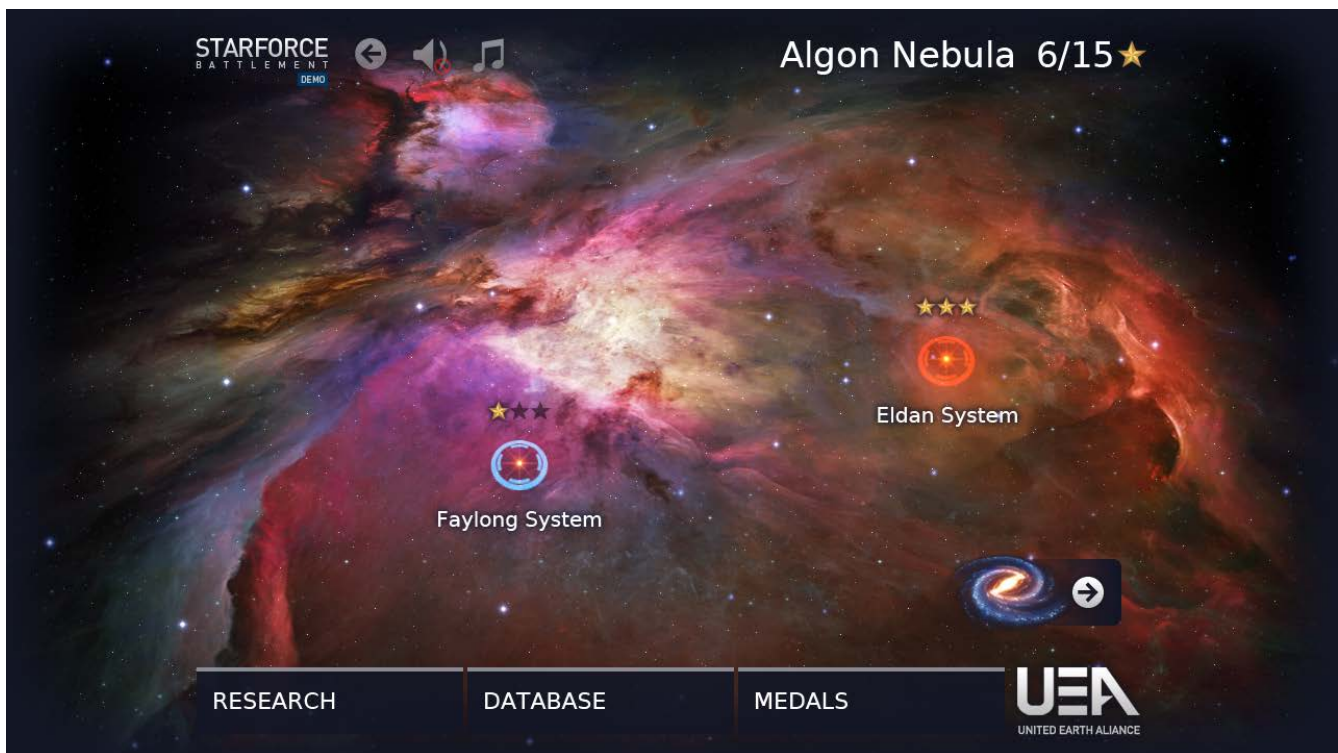 STARFORCE
BATTLEMENT
DEMO
Algon Nebula 6/15
Eldan System
Faylong System
RESEARCH
DATABASE
MEDALS
UEA
UNITED EARTH ALIANCE